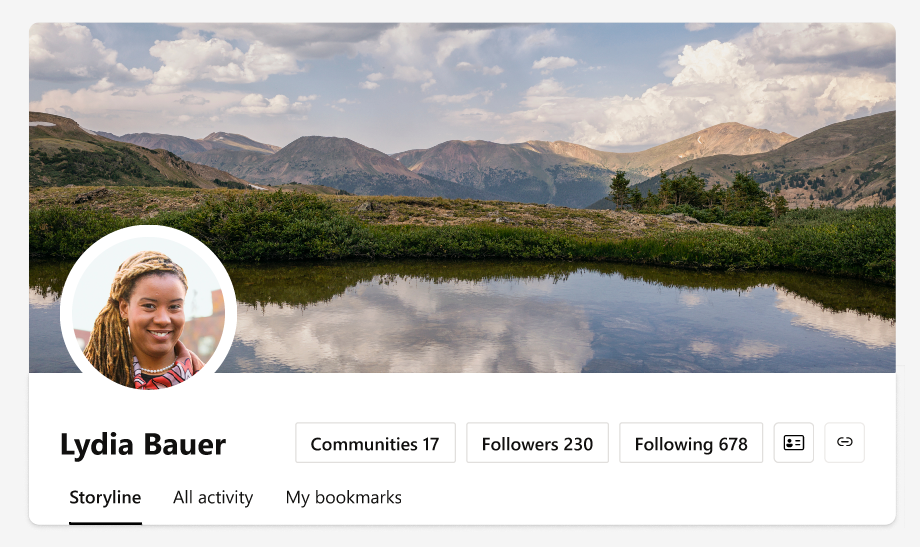 Lydia Bauer
Communities 17
Followers 230
Following 678
Storyline
All activity
My bookmarks